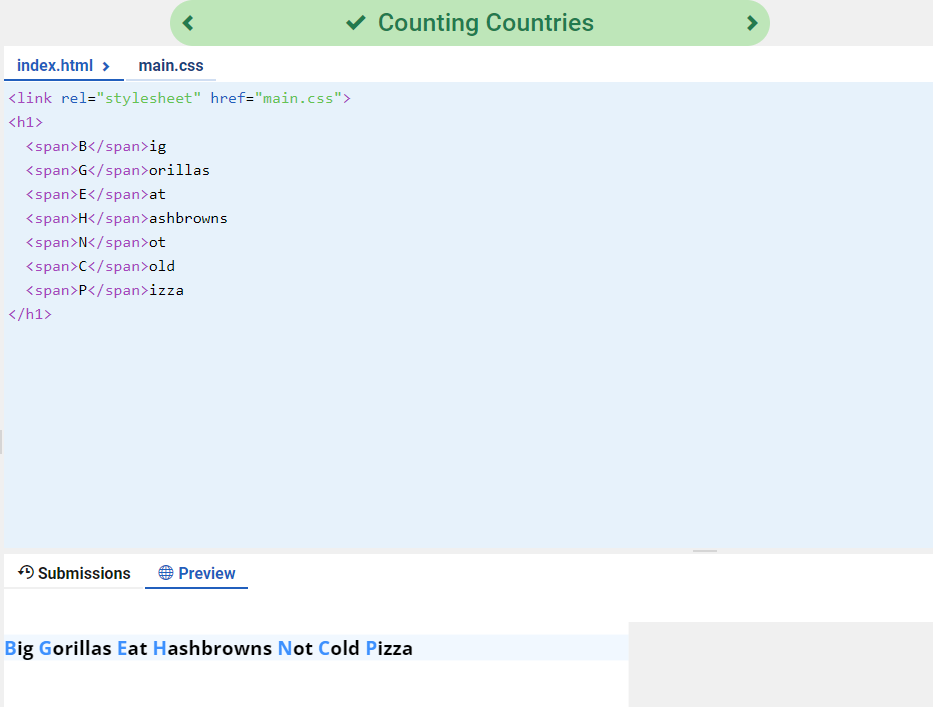 Counting Countries
index.html main.css
<link rel="stylesheet" href="main.css">
<h1>
  <span>B</span>ig
  <span>G</span>orillas
  <span>E</span>at
  <span>H</span>ashbrowns
  <span>N</span>ot
  <span>C</span>old
  <span>P</span>izza
</h1>
Submissions Preview
Big Gorillas Eat Hashbrowns Not Cold Pizza